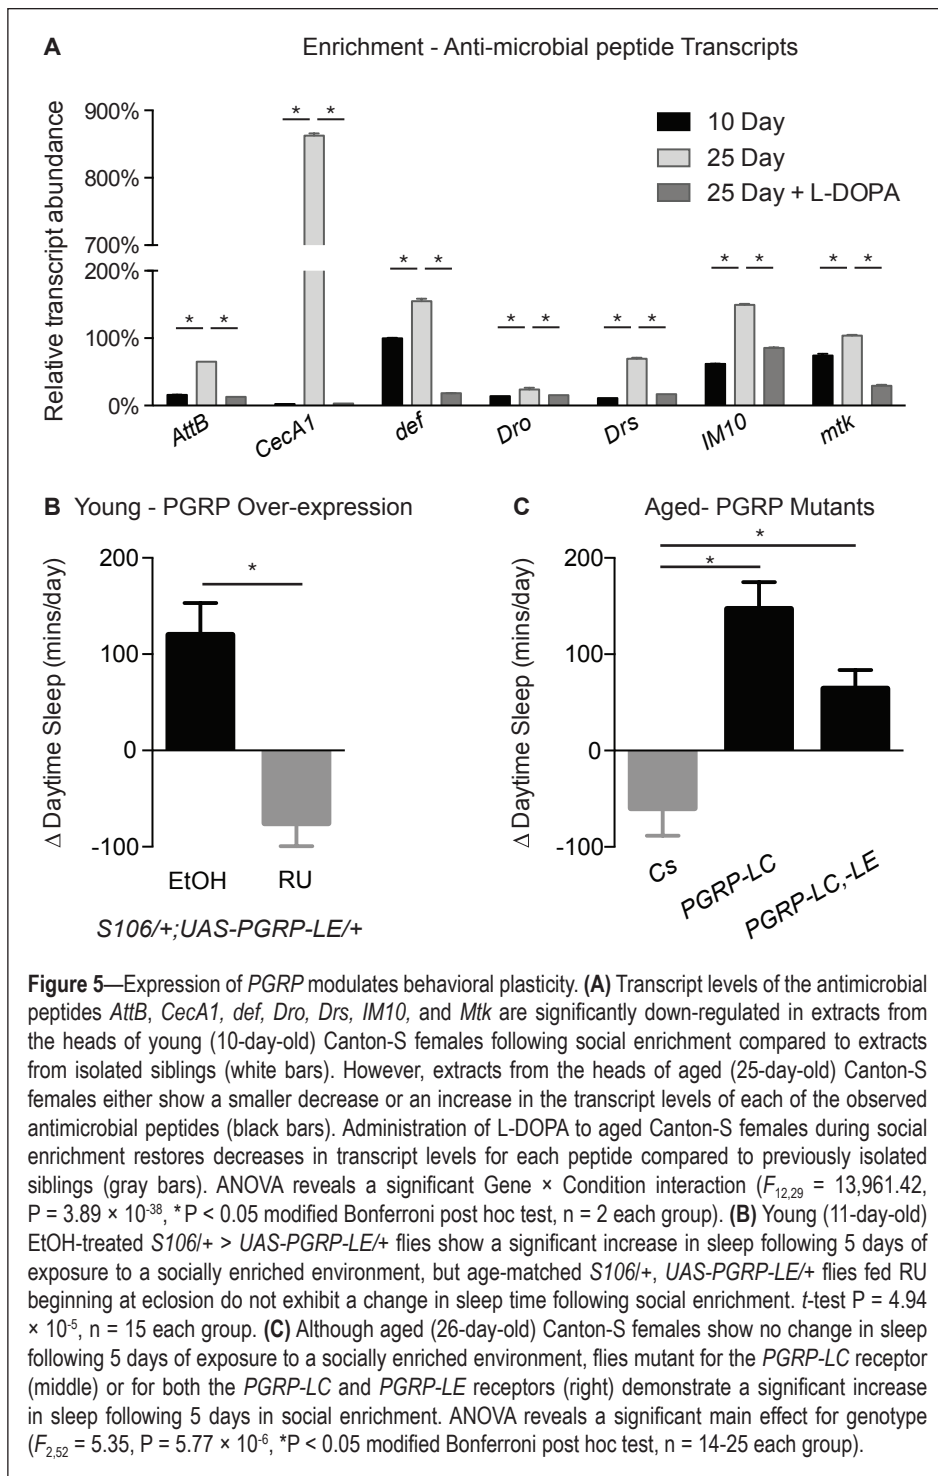 A Enrichment - Anti-microbial peptide Transcripts
Relative transcript abundance
900%
800%
700%
200%
100%
0%
* * * * * * * * * * * * * *
10 Day
25 Day
25 Day + L-DOPA
AttB CecA1 def Dro Drs IM10 mtk
B Young - PGRP Over-expression
Δ Daytime Sleep (mins/day)
200
100
0
-100
*
EtOH RU
S106/+;UAS-PGRP-LE/+
C Aged- PGRP Mutants
Δ Daytime Sleep (mins/day)
200
100
0
-100
*
*
Cs PGRP-LC PGRP-LC,-LE
Figure 5—Expression of PGRP modulates behavioral plasticity. (A) Transcript levels of the antimicrobial
peptides AttB, CecA1, def, Dro, Drs, IM10, and Mtk are significantly down-regulated in extracts from
the heads of young (10-day-old) Canton-S females following social enrichment compared to extracts
from isolated siblings (white bars). However, extracts from the heads of aged (25-day-old) Canton-S
females either show a smaller decrease or an increase in the transcript levels of each of the observed
antimicrobial peptides (black bars). Administration of L-DOPA to aged Canton-S females during social
enrichment restores decreases in transcript levels for each peptide compared to previously isolated
siblings (gray bars). ANOVA reveals a significant Gene × Condition interaction (F12,29 = 13,961.42,
P = 3.89 × 10-38, *P < 0.05 modified Bonferroni post hoc test, n = 2 each group). (B) Young (11-day-old)
EtOH-treated S106/+ > UAS-PGRP-LE/+ flies show a significant increase in sleep following 5 days of
exposure to a socially enriched environment, but age-matched S106/+, UAS-PGRP-LE/+ flies fed RU
beginning at eclosion do not exhibit a change in sleep time following social enrichment. t-test P = 4.94
× 10-5, n = 15 each group. (C) Although aged (26-day-old) Canton-S females show no change in sleep
following 5 days of exposure to a socially enriched environment, flies mutant for the PGRP-LC receptor
(middle) or for both the PGRP-LC and PGRP-LE receptors (right) demonstrate a significant increase
in sleep following 5 days in social enrichment. ANOVA reveals a significant main effect for genotype
(F2,52 = 5.35, P = 5.77 × 10-6, *P < 0.05 modified Bonferroni post hoc test, n = 14-25 each group).